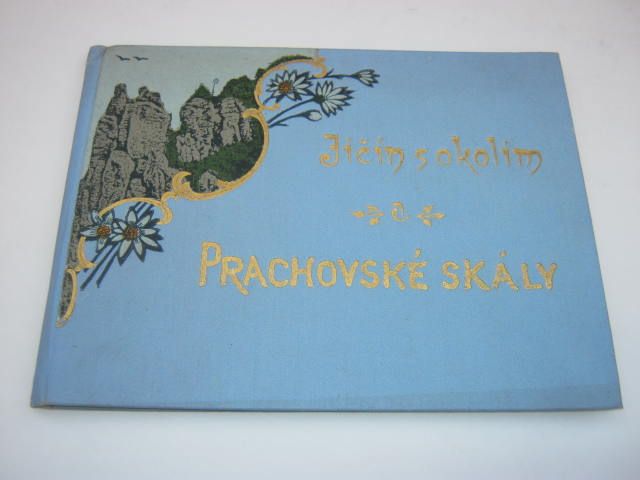 Jičín s okolím
a
PRACHOVSKÉ SKÁLY